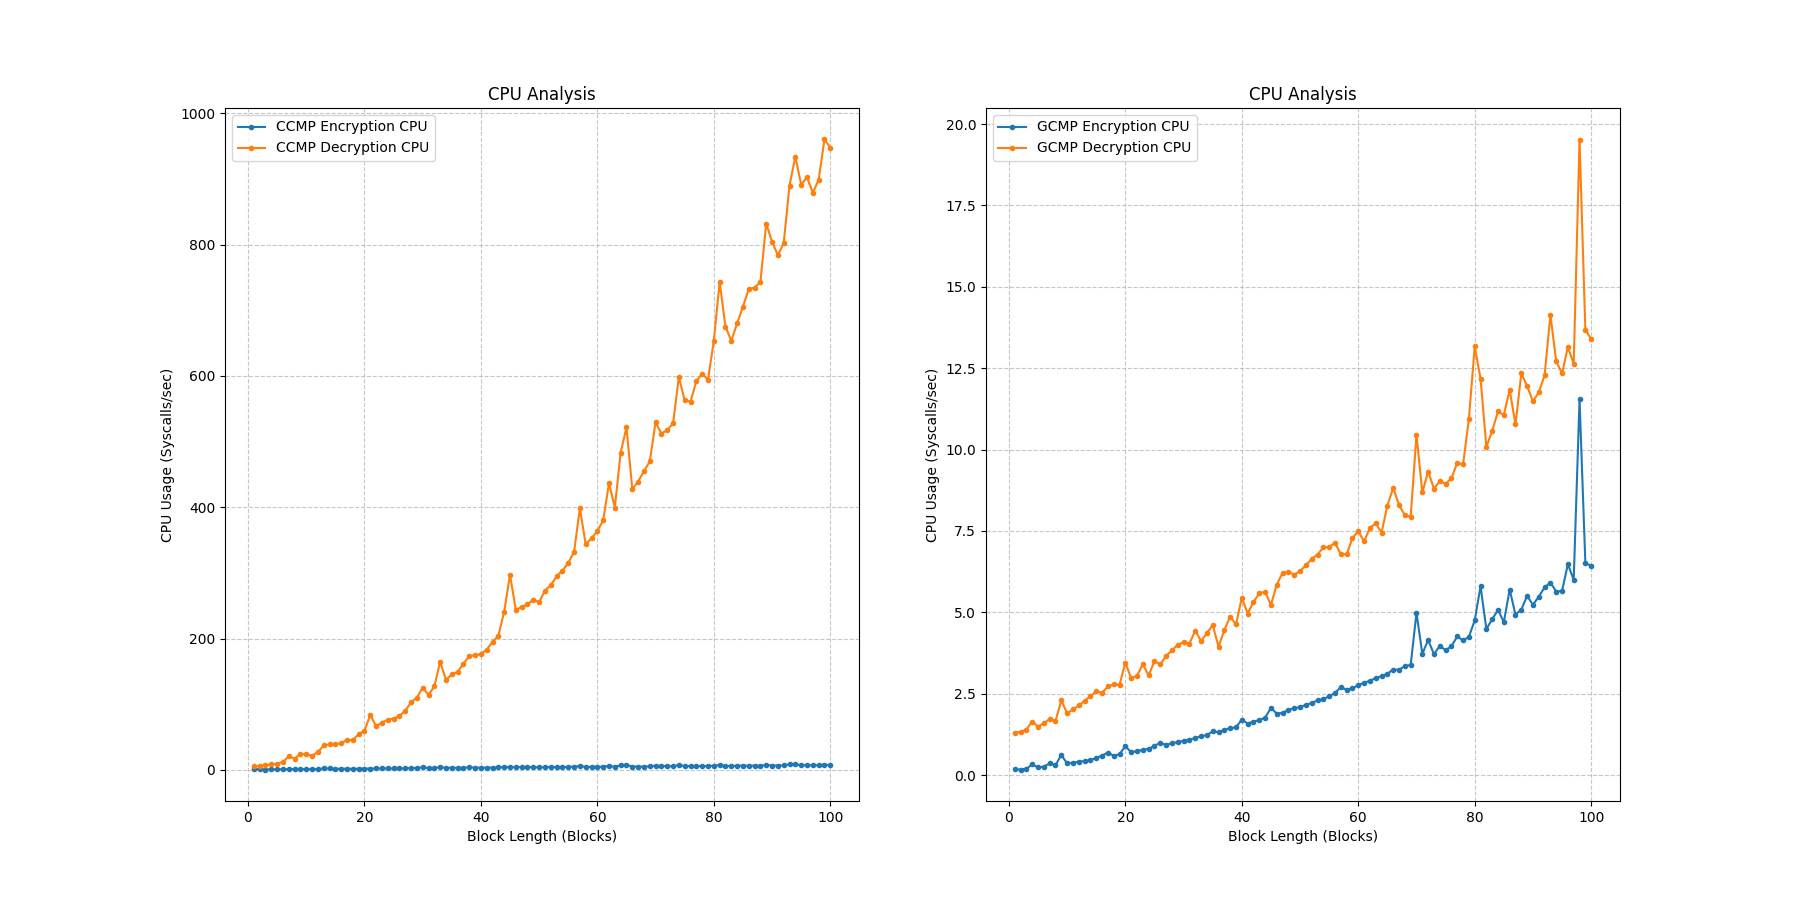 CPU Analysis
CCMP Encryption CPU
CCMP Decryption CPU
CPU Usage (Syscalls/sec)
1000
800
600
400
200
0
0 20 40 60 80 100
Block Length (Blocks)
CPU Analysis
GCMP Encryption CPU
GCMP Decryption CPU
CPU Usage (Syscalls/sec)
20.0
17.5
15.0
12.5
10.0
7.5
5.0
2.5
0.0
0 20 40 60 80 100
Block Length (Blocks)